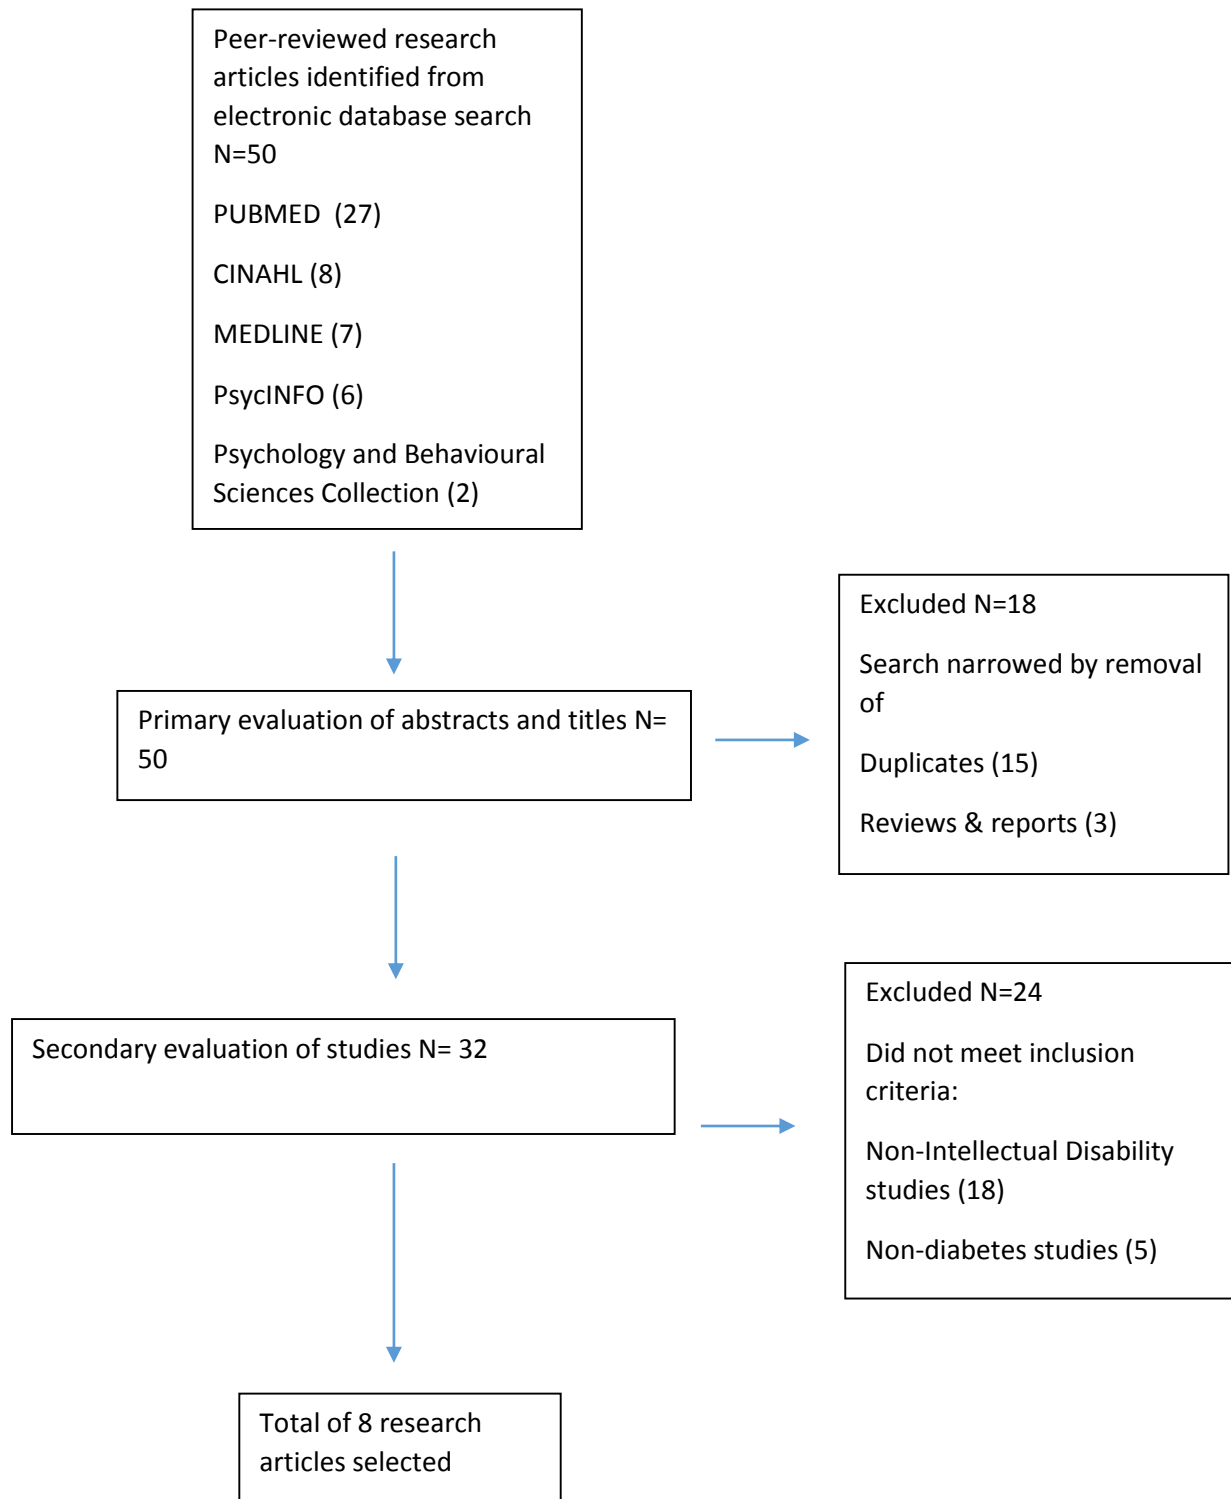 Peer-reviewed research
articles identified from
electronic database search
N=50
PUBMED  (27)
CINAHL (8)
MEDLINE (7)
PsycINFO (6)
Psychology and Behavioural
Sciences Collection (2)
Excluded N=18
Search narrowed by removal
of
Duplicates (15)
Reviews & reports (3)
Primary evaluation of abstracts and titles N=
50
Excluded N=24
Did not meet inclusion
criteria:
Non-Intellectual Disability
studies (18)
Non-diabetes studies (5)
Secondary evaluation of studies N= 32
Total of 8 research
articles selected